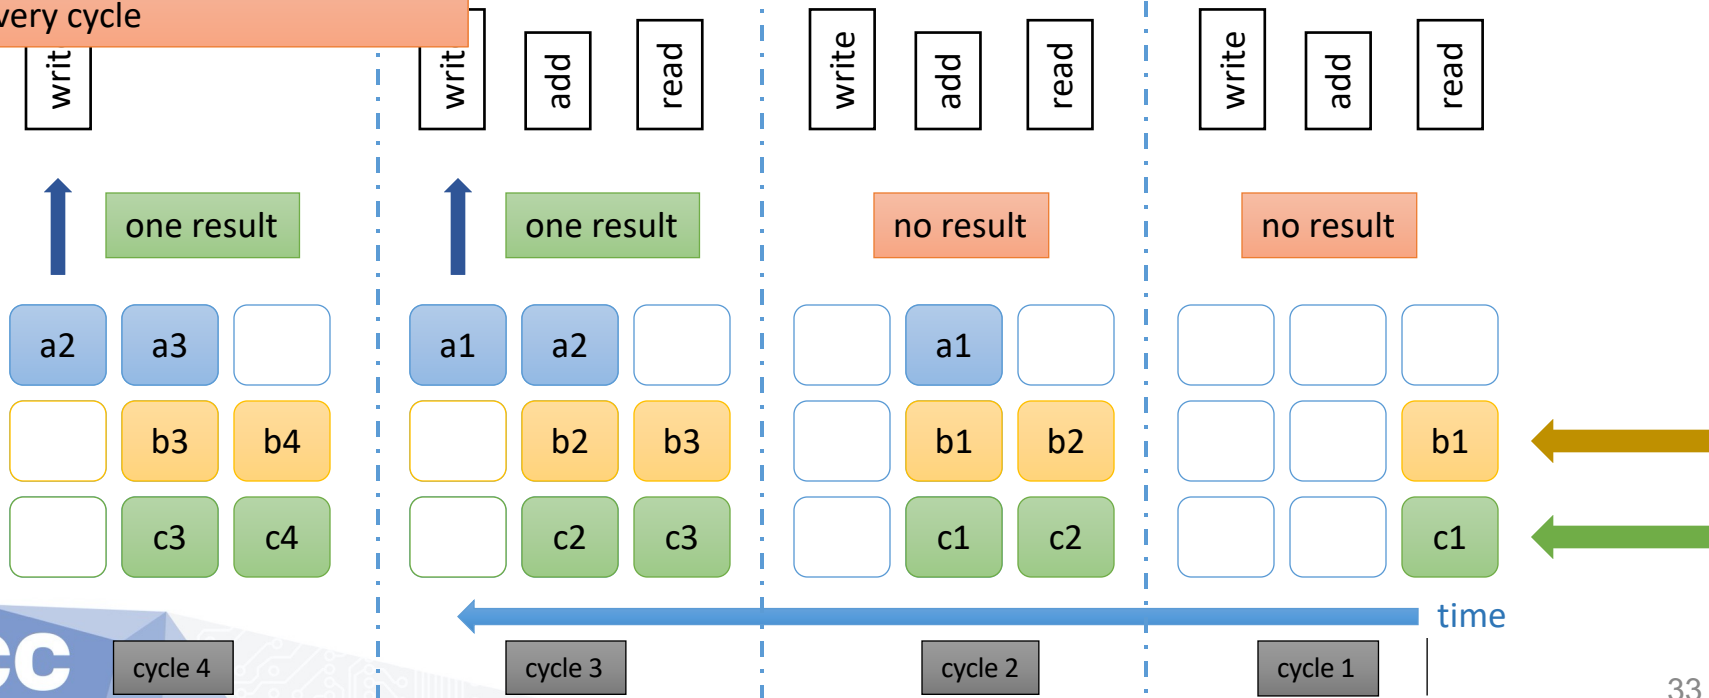 very cycle
writ
writ
add
read
write
add
read
write
add
read
one result
one result
no result
no result
a2 a3
a1 a2
a1
b3 b4
b2 b3
b1 b2
b1
c3 c4
c2 c3
c1 c2
c1
time
cc
cycle 4
cycle 3
cycle 2
cycle 1
33